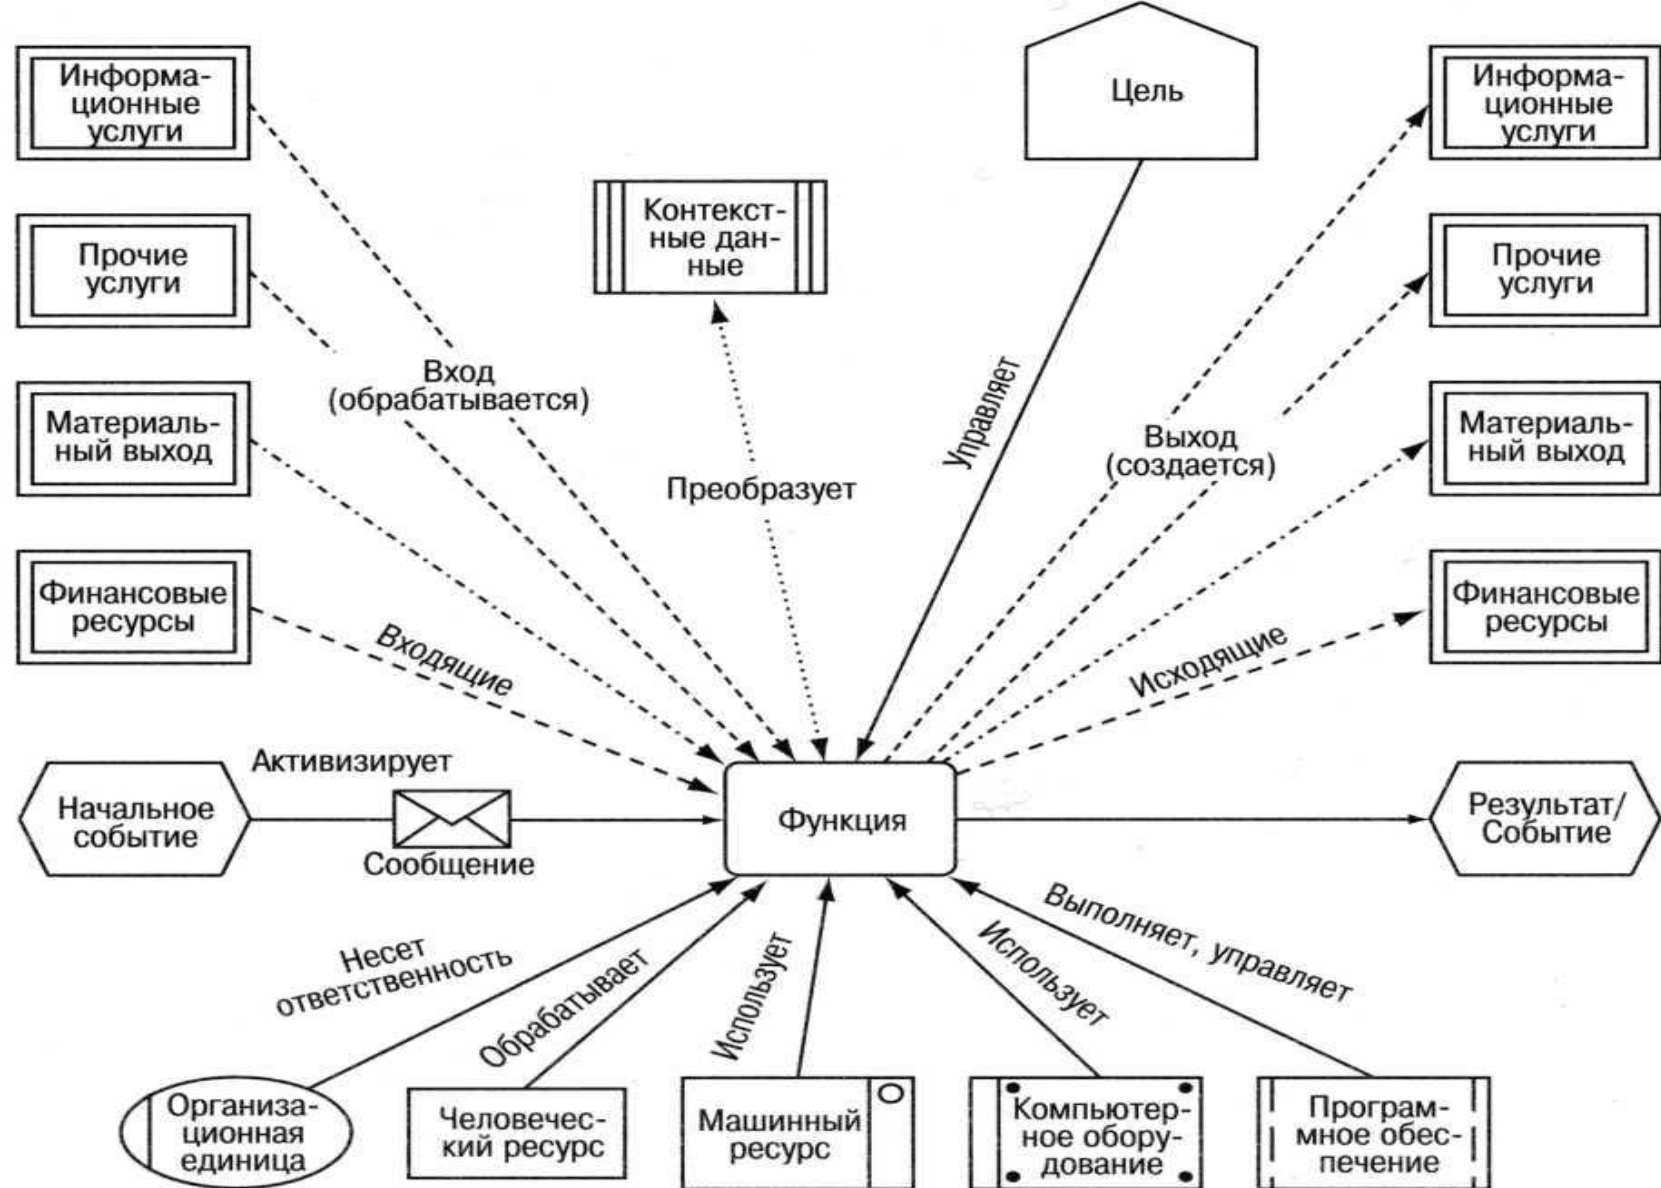 Информа-
ционные
услуги
Прочие
услуги
Материаль-
ный выход
Финансовые
ресурсы
Контекст-
ные дан-
ные
Цель
Информа-
ционные
услуги
Прочие
услуги
Материаль-
ный выход
Финансовые
ресурсы
Вход
(обрабатывается)
Преобразует
Управляет
Выход
(создается)
Входящие
Исходящие
Активизирует
Начальное
событие
Сообщение
Функция
Результат/
Событие
Несет
ответственность
Обрабатывает
Использует
Использует
Выполняет, управляет
Организа-
ционная
единица
Человечес-
кий ресурс
Машинный
ресурс
Компьютер-
ное обору-
дование
Програм-
мное обес-
печение